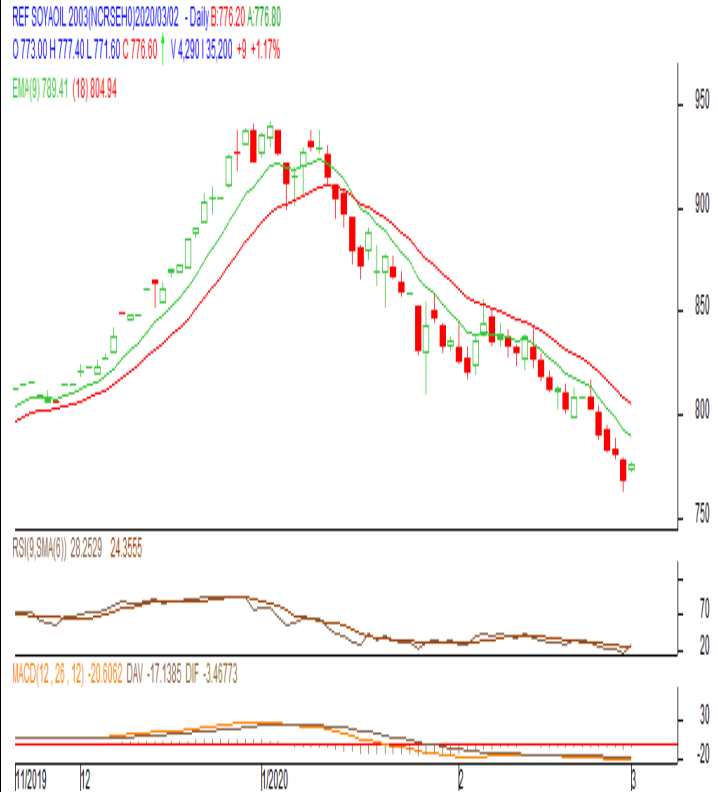 REF SOYAOIL 2003(NCRSEH0)2020/03/02 - Daily B:776.20 A:776.80
O 773.00 H 777.40 L 771.60 C 776.60 V 4,290 I 35,200 +9 +1.17%
EMA(9) 789.41 (18) 804.94
950
900
850
800
750
RSI(9,SMA(6)) 28.2529 24.3555
70
20
MACD(12 , 26 , 12) -20.6062 DAV -17.1385 DIF -3.46773
30
-20
11/2019 12 1/2020 2 3